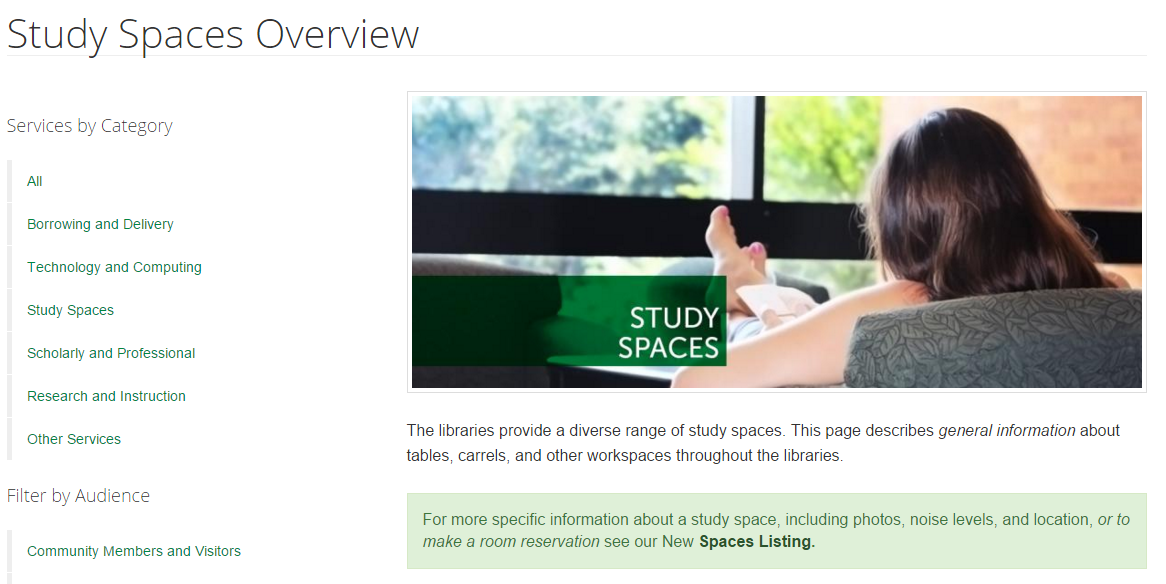 Study Spaces Overview
Services by Category
All
Borrowing and Delivery
Technology and Computing
Study Spaces
Scholarly and Professional
Research and Instruction
Other Services
Filter by Audience
Community Members and Visitors
STUDY
SPACES
The libraries provide a diverse range of study spaces. This page describes general information about
tables, carrels, and other workspaces throughout the libraries.
For more specific information about a study space, including photos, noise levels, and location, or to
make a room reservation see our New Spaces Listing.